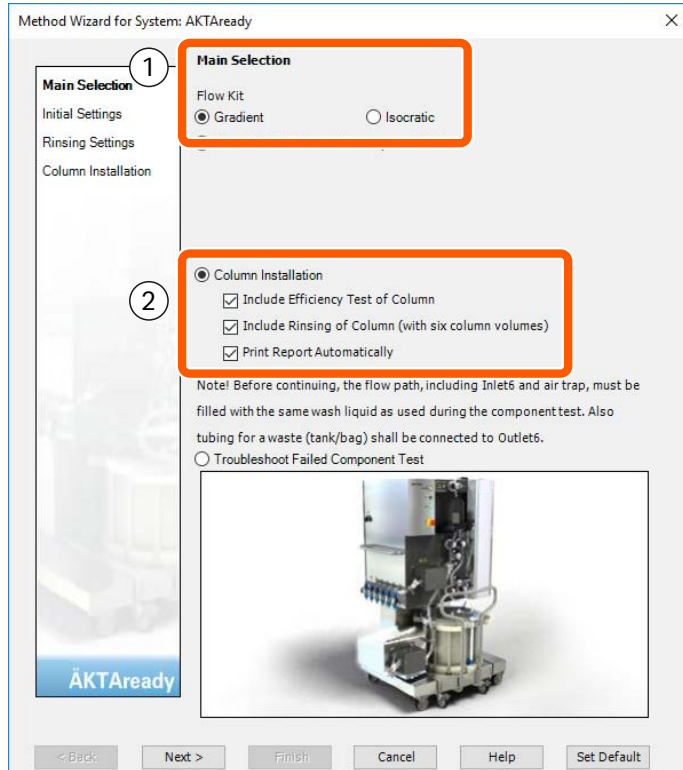 Method Wizard for System: ÄKTAready
1
Main Selection
Main Selection
Initial Settings
Rinsing Settings
Column Installation
Flow Kit
Gradient Isocratic
2
Column Installation
Include Efficiency Test of Column
Include Rinsing of Column (with six column volumes)
Print Report Automatically
Note! Before continuing, the flow path, including Inlet6 and air trap, must be
filled with the same wash liquid as used during the component test. Also
tubing for a waste (tank/bag) shall be connected to Outlet6.
Troubleshoot Failed Component Test
ÄKTAready
< Back Next > Finish Cancel Help Set Default